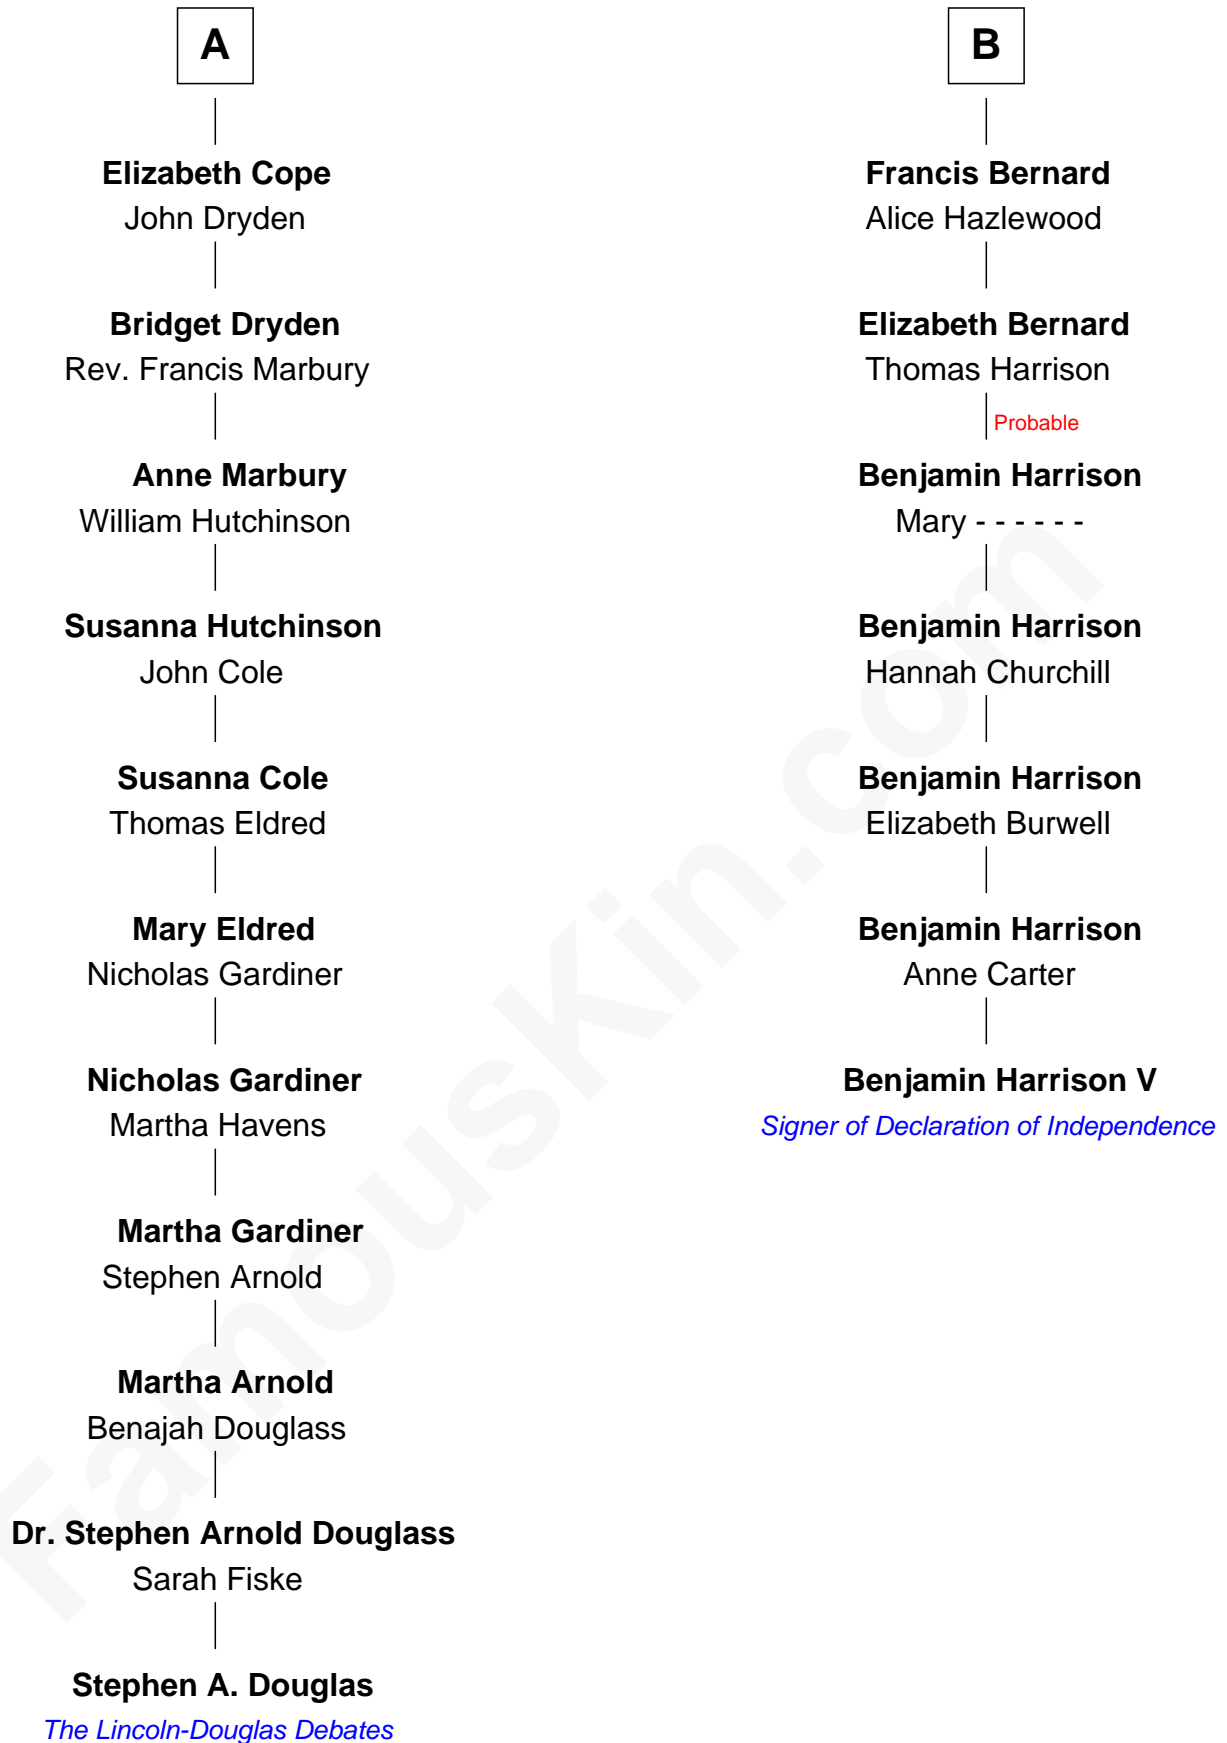 A
Elizabeth Cope
John Dryden
Bridget Dryden
Rev. Francis Marbury
Anne Marbury
William Hutchinson
Susanna Hutchinson
John Cole
Susanna Cole
Thomas Eldred
Mary Eldred
Nicholas Gardiner
Nicholas Gardiner
Martha Havens
Martha Gardiner
Stephen Arnold
Martha Arnold
Benajah Douglass
Dr. Stephen Arnold Douglass
Sarah Fiske
Stephen A. Douglas
The Lincoln-Douglas Debates
B
Francis Bernard
Alice Hazlewood
Elizabeth Bernard
Thomas Harrison
Probable
Benjamin Harrison
Mary - - - - - -
Benjamin Harrison
Hannah Churchill
Benjamin Harrison
Elizabeth Burwell
Benjamin Harrison
Anne Carter
Benjamin Harrison V
Signer of Declaration of Independence
FamousKin.com